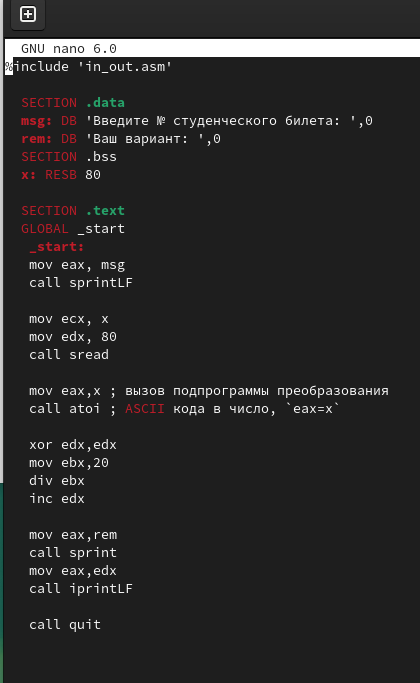 GNU nano 6.0
%include 'in_out.asm'
SECTION .data
msg: DB 'Введите № студенческого билета: ',0
rem: DB 'Ваш вариант: ',0
SECTION .bss
x: RESB 80
SECTION .text
GLOBAL _start
_start:
mov eax, msg
call sprintLF
mov ecx, x
mov edx, 80
call sread
mov eax,x ; вызов подпрограммы преобразования
call atoi ; ASCII кода в число, `eax=x`
xor edx,edx
mov ebx,20
div ebx
inc edx
mov eax,rem
call sprint
mov eax,edx
call iprintLF
call quit